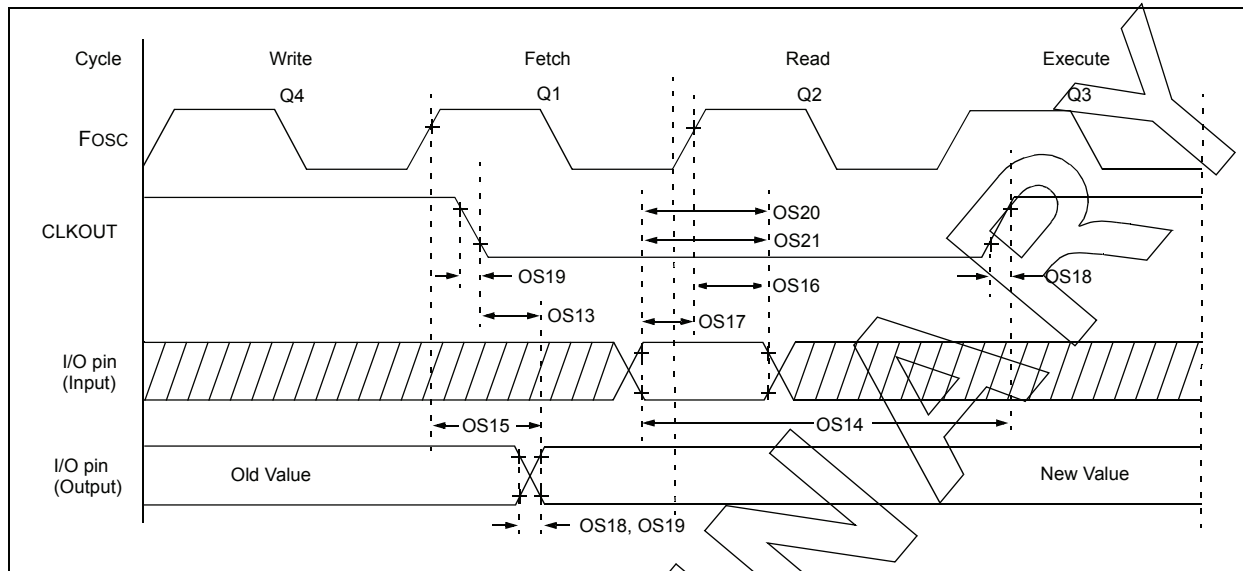 Cycle Write Fetch Read Execute
Q4 Q1 Q2 Q3
FOSC
CLKOUT
OS20
OS21
OS19 OS16 OS18
OS13 OS17
I/O pin
(Input)
OS15 OS14
I/O pin
(Output)
Old Value New Value
OS18, OS19